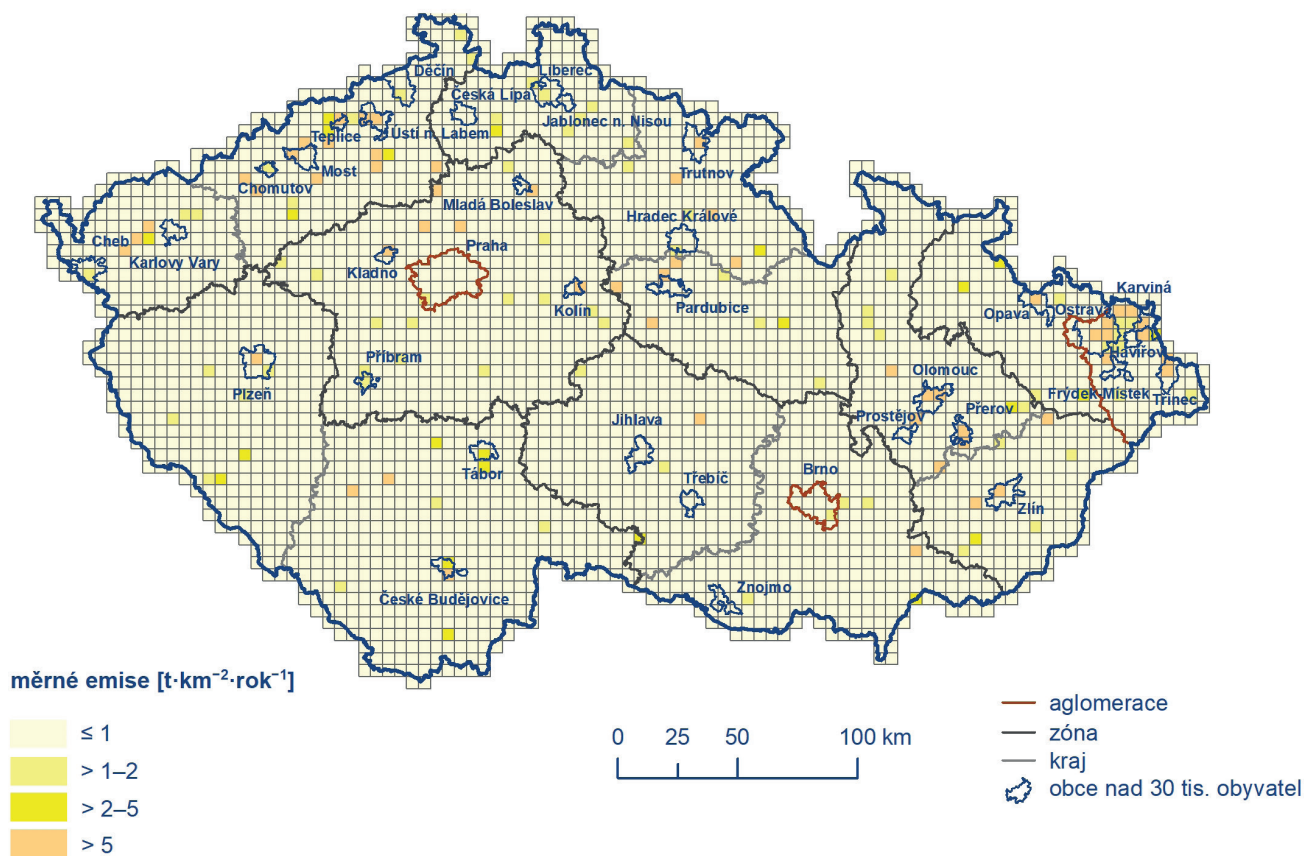 Děčín
Liberec
Česká Lípa
Jablonec n. Nisou
Teplice
Ústí n. Labem
Most
Chomutov
Trutnov
Mladá Boleslav
Hradec Králové
Cheb
Karlovy Vary
Kladno
Praha
Kolín
Pardubice
Opava
Ostrava
Karviná
Havířov
Plzeň
Příbram
Olomouc
Frýdek Místek
Třinec
Prostějov
Přerov
Jihlava
Tábor
Třebíč
Brno
Zlín
České Budějovice
Znojmo
měrné emise [t·km⁻²·rok⁻¹]
≤ 1
> 1–2
> 2–5
> 5
0 25 50 100 km
aglomerace
zóna
kraj
obce nad 30 tis. obyvatel